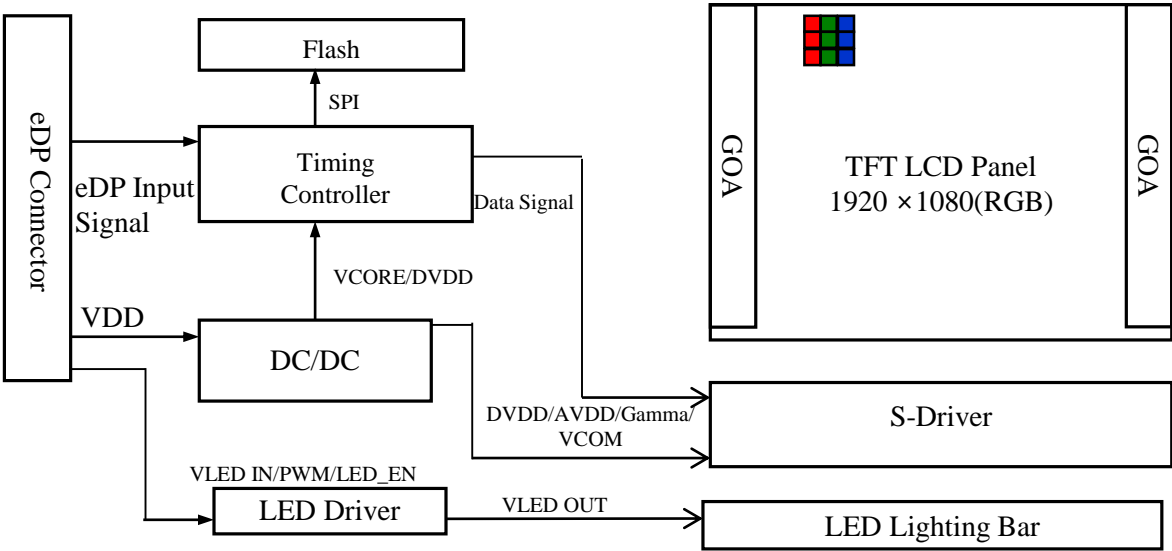 Flash
SPI
eDP Connector
Timing
Controller
eDP Input
Signal
Data Signal
GOA
TFT LCD Panel
1920 ×1080(RGB)
GOA
VCORE/DVDD
VDD
DC/DC
DVDD/AVDD/Gamma/
VCOM
S-Driver
VLED IN/PWM/LED_EN
LED Driver
VLED OUT
LED Lighting Bar